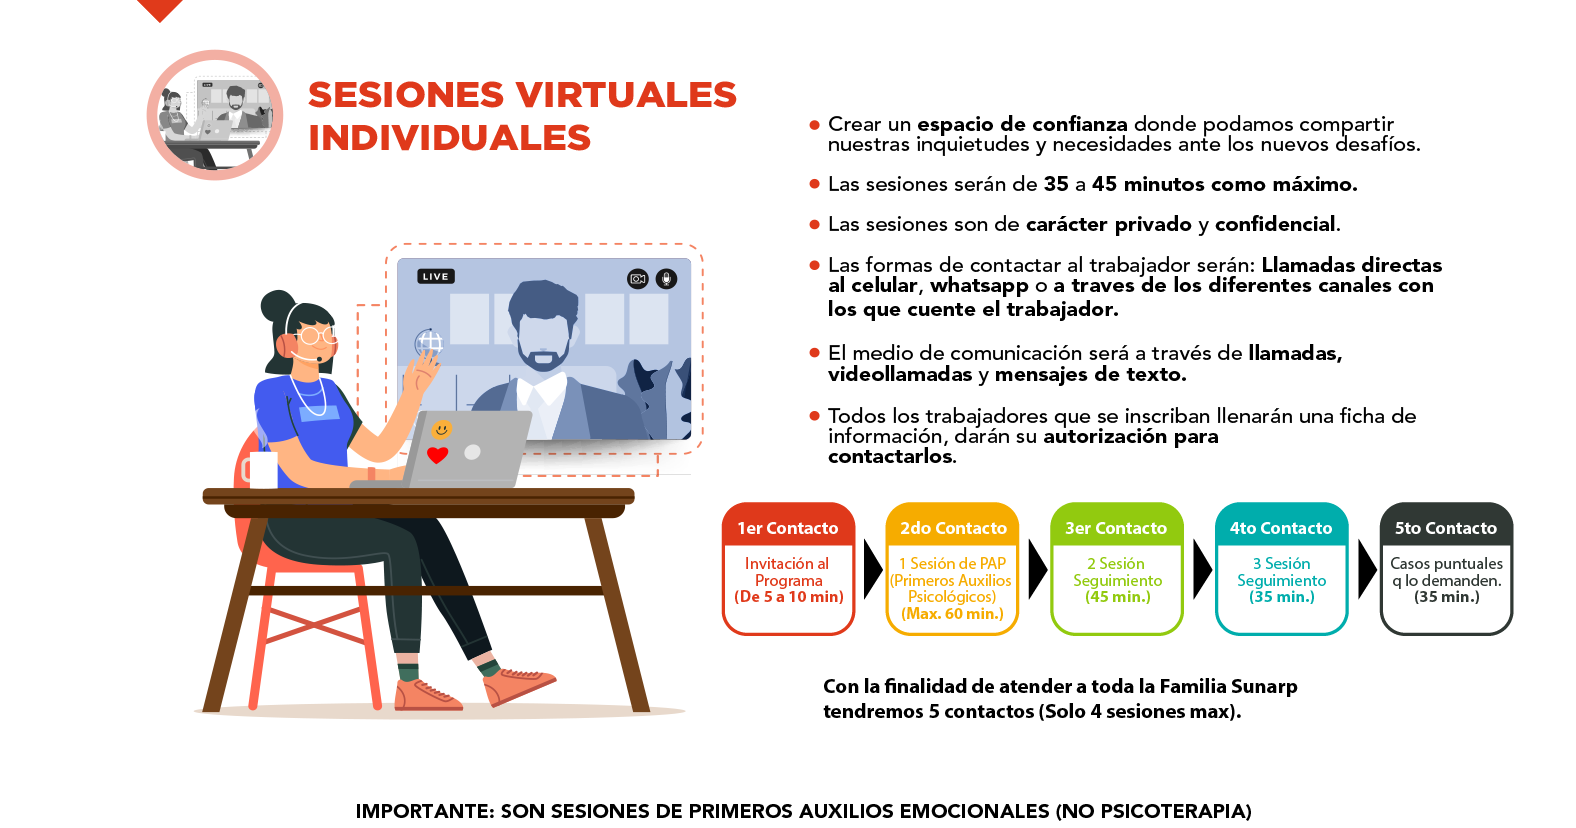 SESIONES VIRTUALES
INDIVIDUALES
Crear un espacio de confianza donde podamos compartir
nuestras inquietudes y necesidades ante los nuevos desafíos.
Las sesiones serán de 35 a 45 minutos como máximo.
Las sesiones son de carácter privado y confidencial.
Las formas de contactar al trabajador serán: Llamadas directas
al celular, whatsapp o a traves de los diferentes canales con
los que cuente el trabajador.
El medio de comunicación será a través de llamadas,
videollamadas y mensajes de texto.
Todos los trabajadores que se inscriban llenarán una ficha de
información, darán su autorización para
contactarlos.
LIVE
1er Contacto
Invitación al
Programa
(De 5 a 10 min)
2do Contacto
1 Sesión de PAP
(Primeros Auxilios
Psicológicos)
(Max. 60 min.)
3er Contacto
2 Sesión
Seguimiento
(45 min.)
4to Contacto
3 Sesión
Seguimiento
(35 min.)
5to Contacto
Casos puntuales
q lo demanden.
(35 min.)
Con la finalidad de atender a toda la Familia Sunarp
tendremos 5 contactos (Solo 4 sesiones max).
IMPORTANTE: SON SESIONES DE PRIMEROS AUXILIOS EMOCIONALES (NO PSICOTERAPIA)